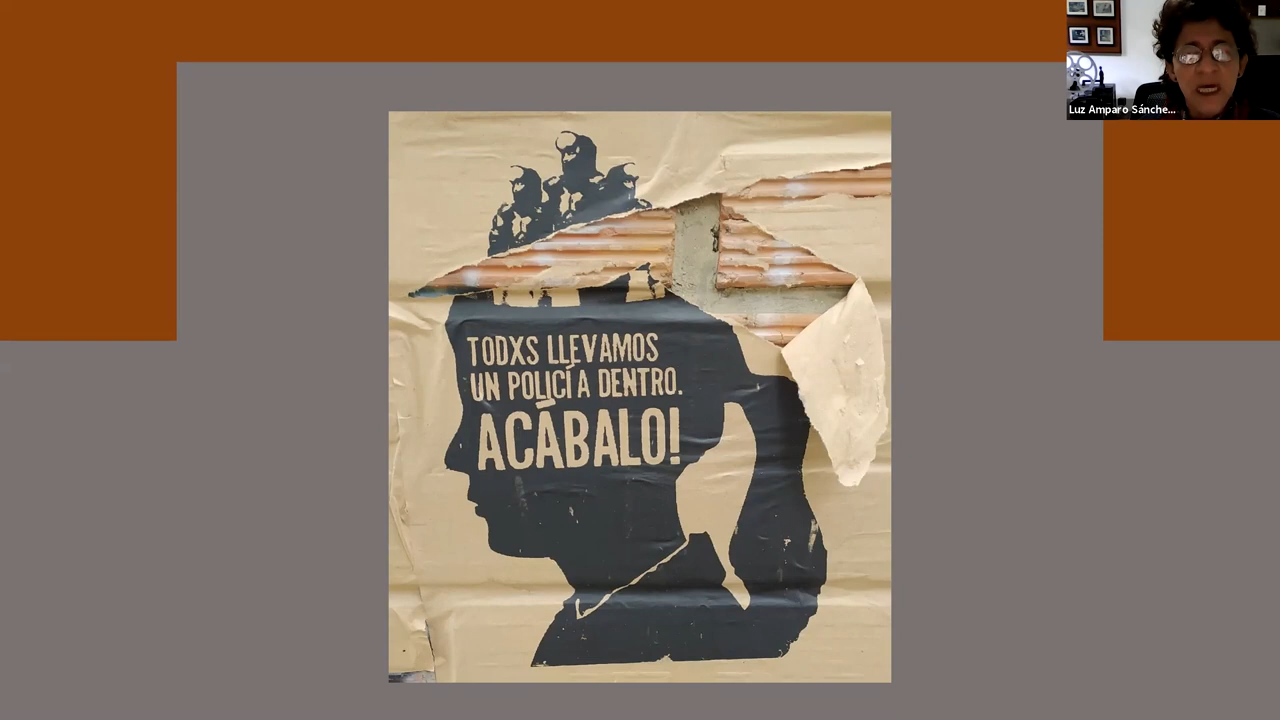 Luz Amparo Sánche...
TODXS LLEVAMOS
UN POLICÍA DENTRO.
ACÁBALO!